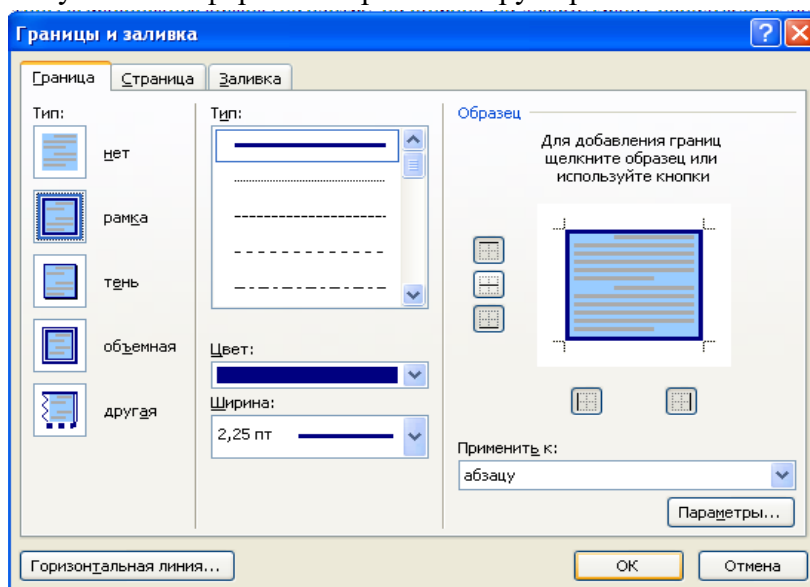 Границы и заливка
Граница
Страница
Заливка
Тип:
нет
рамка
тень
объемная
другая
Тип:
Цвет:
Ширина:
2,25 пт
Образец
Для добавления границ
щелкните образец или
используйте кнопки
Применить к:
абзацу
Параметры...
Горизонтальная линия...
ОК
Отмена